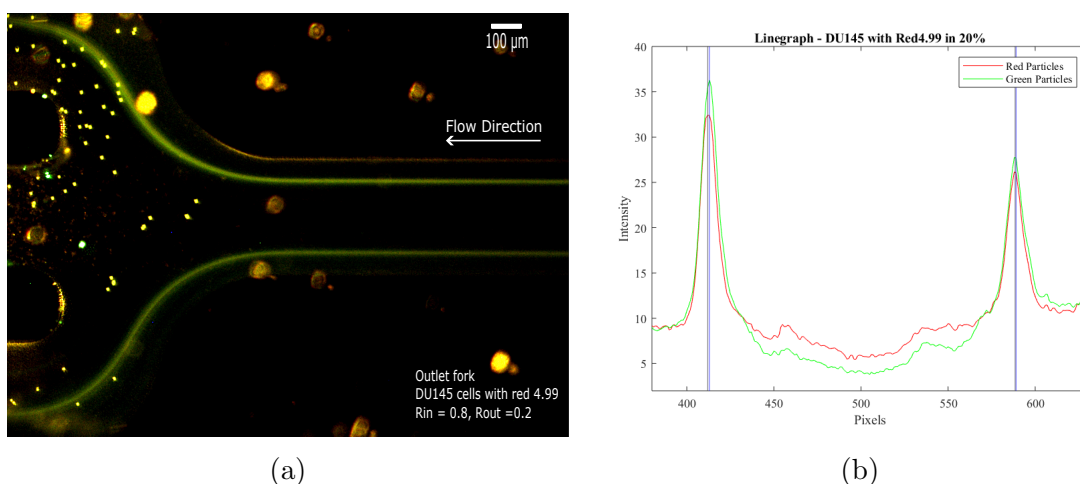 100 µm
Flow Direction
Outlet fork
DU145 cells with red 4.99
Rin = 0.8, Rout =0.2
(a)
Linegraph - DU145 with Red4.99 in 20%
Red Particles
Green Particles
Intensity
40
35
30
25
20
15
10
5
400
450
500
550
600
Pixels
(b)